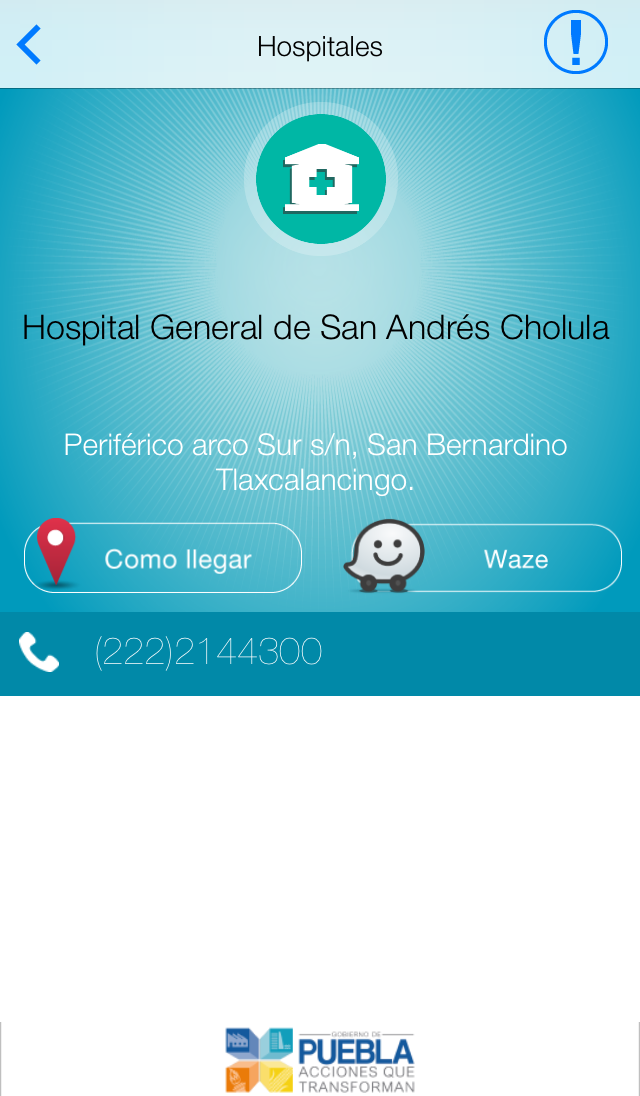 Hospitales
Hospital General de San Andrés Cholula
Periférico arco Sur s/n, San Bernardino
Tlaxcalancingo.
Como llegar
Waze
(222)2144300
GOBIERNO DE
PUEBLA
ACCIONES QUE
TRANSFORMAN